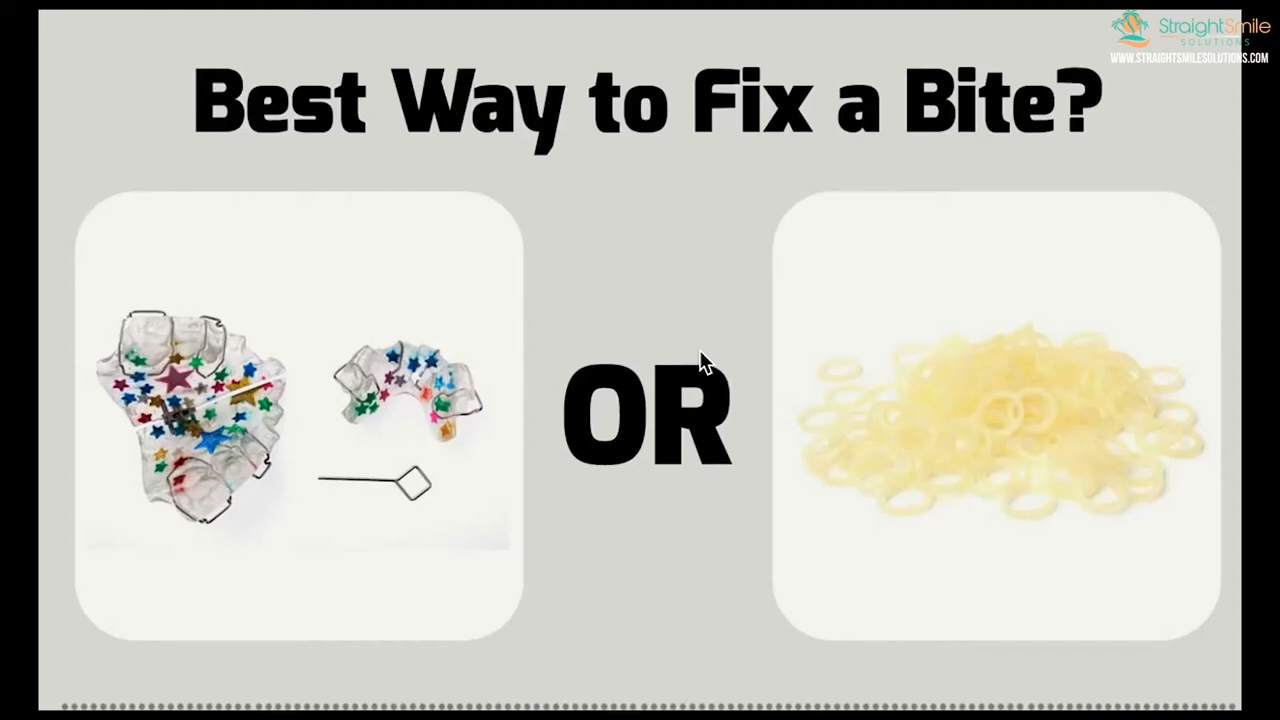 StraightSmile
SOLUTIONS
WWW.STRAIGHTSMILESOLUTIONS.COM
Best Way to Fix a Bite?
OR